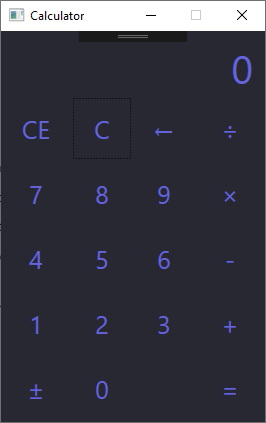 Calculator
0
CE C ← ÷
7 8 9 ×
4 5 6 -
1 2 3 +
± 0 =